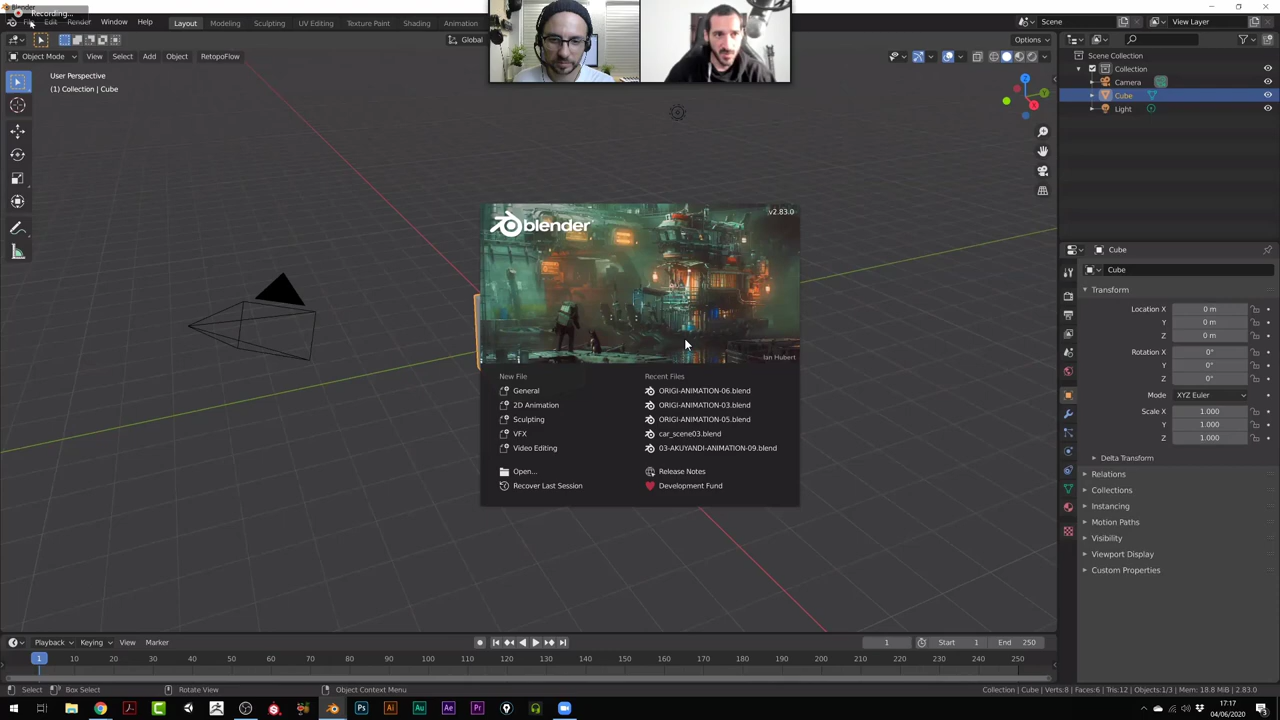 Blender
Recording...
File Edit Render Window Help
Layout Modeling Sculpting UV Editing Texture Paint Shading Animation
Scene
View Layer
Global
Options
Object Mode View Select Add Object RetopoFlow
User Perspective
(1) Collection | Cube
Scene Collection
Collection
Camera
Cube
Light
blender
v2.83.0
Ian Hubert
New File
General
2D Animation
Sculpting
VFX
Video Editing
Open...
Recover Last Session
Recent Files
ORIGI-ANIMATION-06.blend
ORIGI-ANIMATION-03.blend
ORIGI-ANIMATION-05.blend
car_scene03.blend
03-AKUYANDI-ANIMATION-09.blend
Release Notes
Development Fund
Cube
Cube
Transform
Location X 0 m
Y 0 m
Z 0 m
Rotation X 0°
Y 0°
Z 0°
Mode XYZ Euler
Scale X 1.000
Y 1.000
Z 1.000
Delta Transform
Relations
Collections
Instancing
Motion Paths
Visibility
Viewport Display
Custom Properties
Playback Keying View Marker
1 Start 1 End 250
1 10 20 30 40 50 60 70 80 90 100 110 120 130 140 150 160 170 180 190 200 210 220 230 240 250
Select Box Select Rotate View Object Context Menu
Collection | Cube | Verts:8 | Faces:6 | Tris:12 | Objects:1/3 | Mem: 18.8 MiB | 2.83.0
17:17
04/06/2020